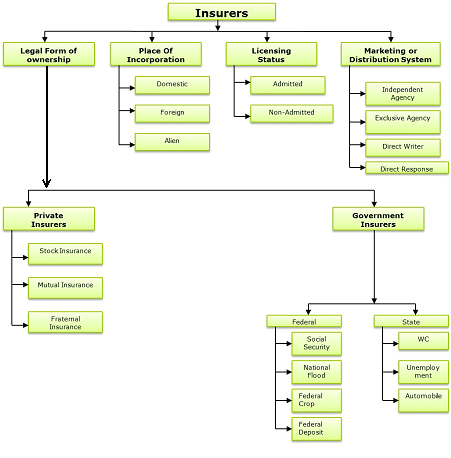 Insurers
Legal Form of
ownership
Place Of
Incorporation
Licensing
Status
Marketing or
Distribution System
Domestic
Foreign
Alien
Admitted
Non-Admitted
Independent
Agency
Exclusive Agency
Direct Writer
Direct Response
Private
Insurers
Government
Insurers
Stock Insurance
Mutual Insurance
Fraternal
Insurance
Federal
State
Social
Security
National
Flood
Federal
Crop
Federal
Deposit
WC
Unemploy
ment
Automobile